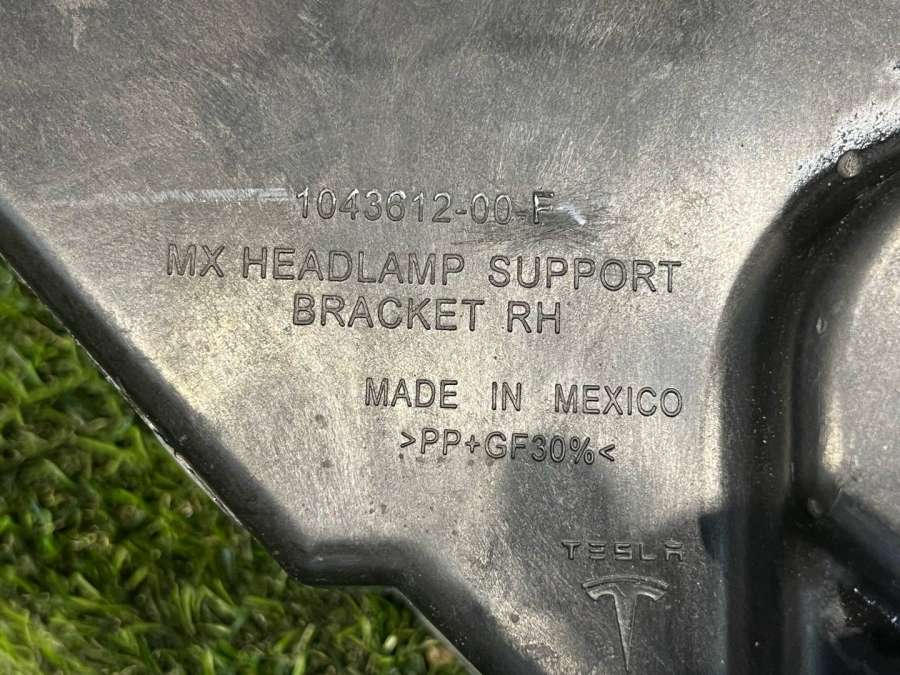 1043612-00-F
MX HEADLAMP SUPPORT
BRACKET RH
MADE IN MEXICO
>PP+GF30%<
TESLA